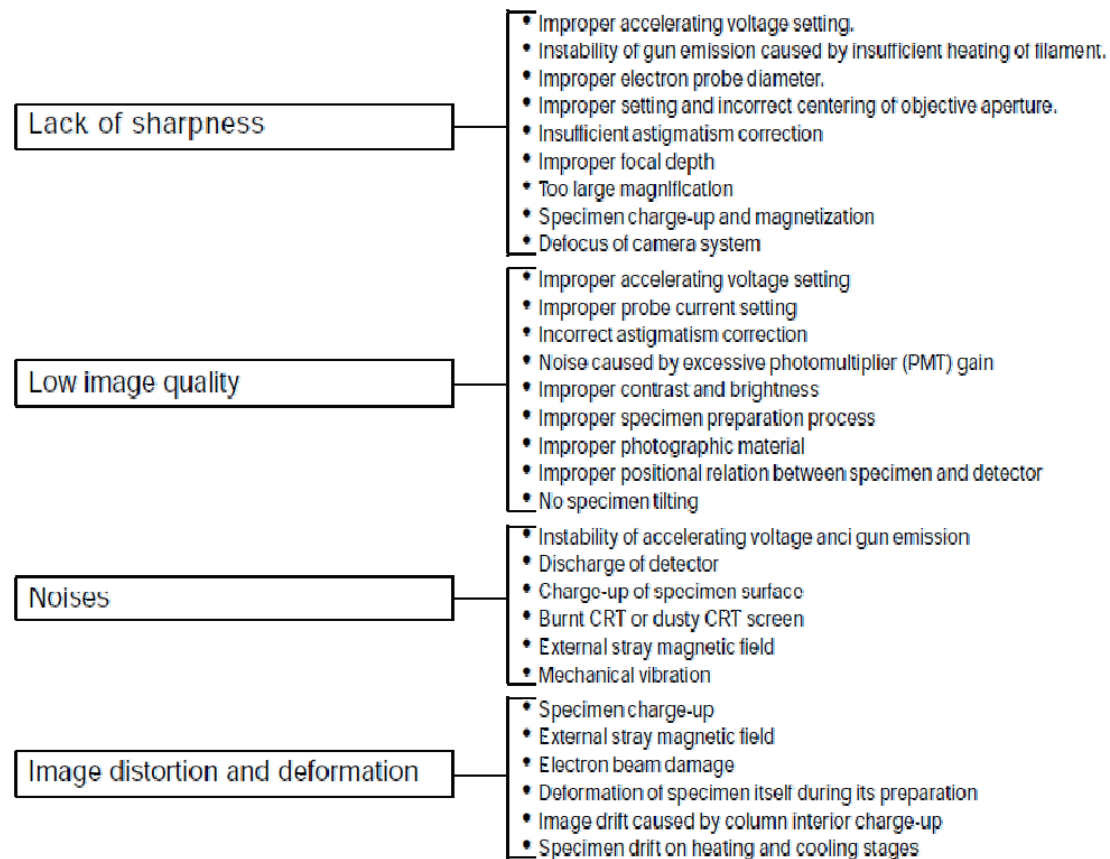 Lack of sharpness
• Improper accelerating voltage setting.
• Instability of gun emission caused by insufficient heating of filament.
• Improper electron probe diameter.
• Improper setting and incorrect centering of objective aperture.
• Insufficient astigmatism correction
• Improper focal depth
• Too large magnification
• Specimen charge-up and magnetization
• Defocus of camera system
Low image quality
• Improper accelerating voltage setting
• Improper probe current setting
• Incorrect astigmatism correction
• Noise caused by excessive photomultiplier (PMT) gain
• Improper contrast and brightness
• Improper specimen preparation process
• Improper photographic material
• Improper positional relation between specimen and detector
• No specimen tilting
Noises
• Instability of accelerating voltage anci gun emission
• Discharge of detector
• Charge-up of specimen surface
• Burnt CRT or dusty CRT screen
• External stray magnetic field
• Mechanical vibration
Image distortion and deformation
• Specimen charge-up
• External stray magnetic field
• Electron beam damage
• Deformation of specimen itself during its preparation
• Image drift caused by column interior charge-up
• Specimen drift on heating and cooling stages